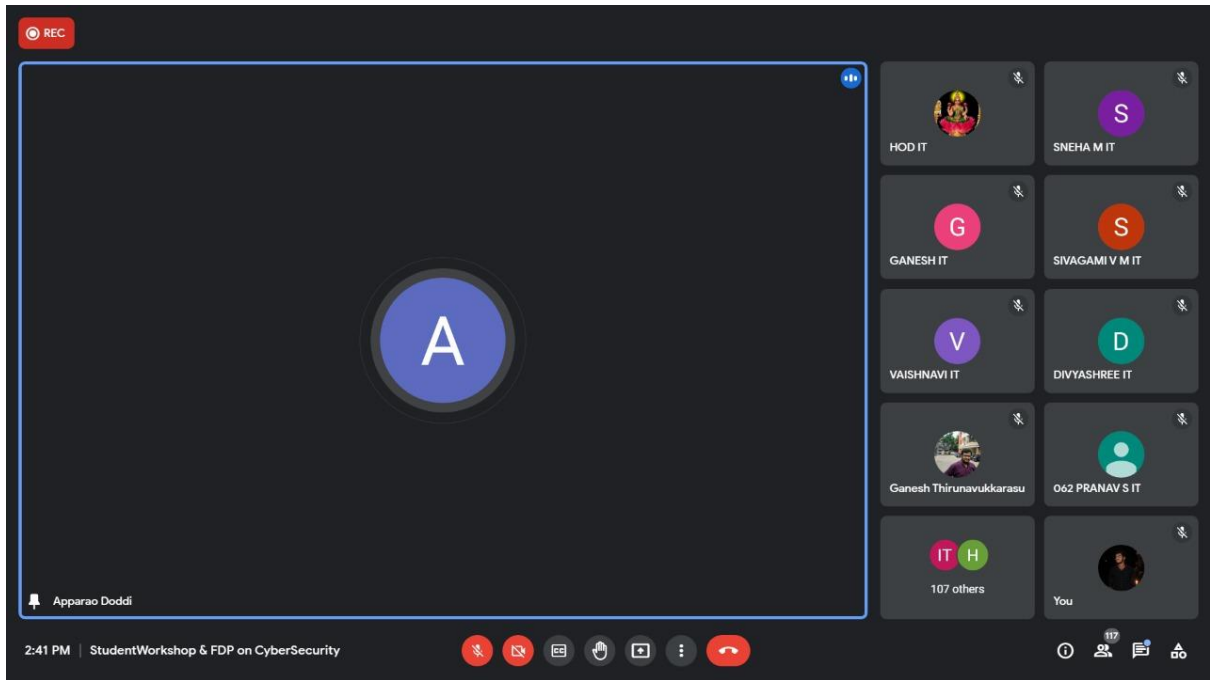 REC
A
Apparao Doddi
HOD IT
S
SNEHA M IT
G
GANESH IT
S
SIVAGAMI V M IT
V
VAISHNAVI IT
D
DIVYASHREE IT
Ganesh Thirunavukkarasu
062 PRANAV S IT
IT H
107 others
You
2:41 PM | StudentWorkshop & FDP on CyberSecurity
CC
117